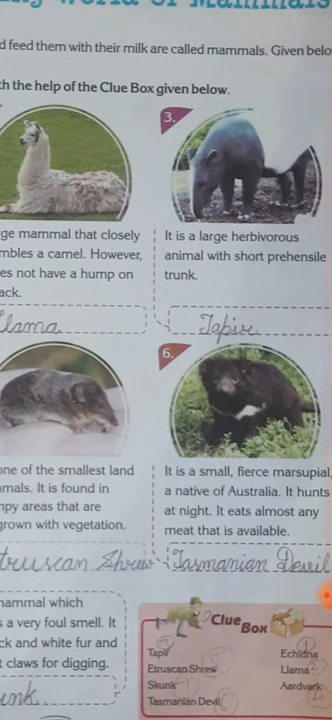 World of Mammals
d feed them with their milk are called mammals. Given belo
th the help of the Clue Box given below.
3.
ge mammal that closely
mbles a camel. However,
es not have a hump on
ack.
Llama
It is a large herbivorous
animal with short prehensile
trunk.
Tapire
6.
one of the smallest land
mals. It is found in
mpy areas that are
grown with vegetation.
truscan Shrew
It is a small, fierce marsupial,
a native of Australia. It hunts
at night. It eats almost any
meat that is available.
Tasmanian Devil
mammal which
s a very foul smell. It
ck and white fur and
t claws for digging.
unk
Clue Box
Tapir
Etruscan Shrew
Skunk
Tasmanian Devil
Echidna
Llama
Aardvark